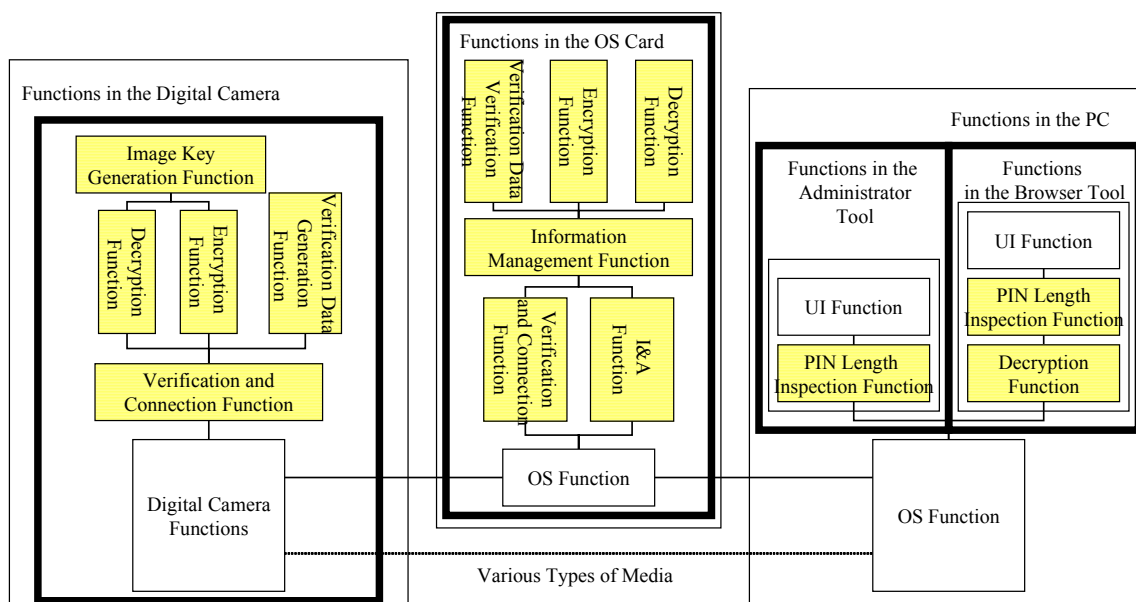 Functions in the Digital Camera
Image Key
Generation Function
Decryption
Function
Encryption
Function
Verification Data
Generation
Function
Verification and
Connection Function
Digital Camera
Functions
Functions in the OS Card
Verification Data
Verification
Function
Encryption
Function
Decryption
Function
Information
Management Function
Verification
and Connection
Function
I&A
Function
OS Function
Various Types of Media
Functions in the PC
Functions in the
Administrator
Tool
UI Function
PIN Length
Inspection Function
Functions
in the Browser Tool
UI Function
PIN Length
Inspection Function
Decryption
Function
OS Function